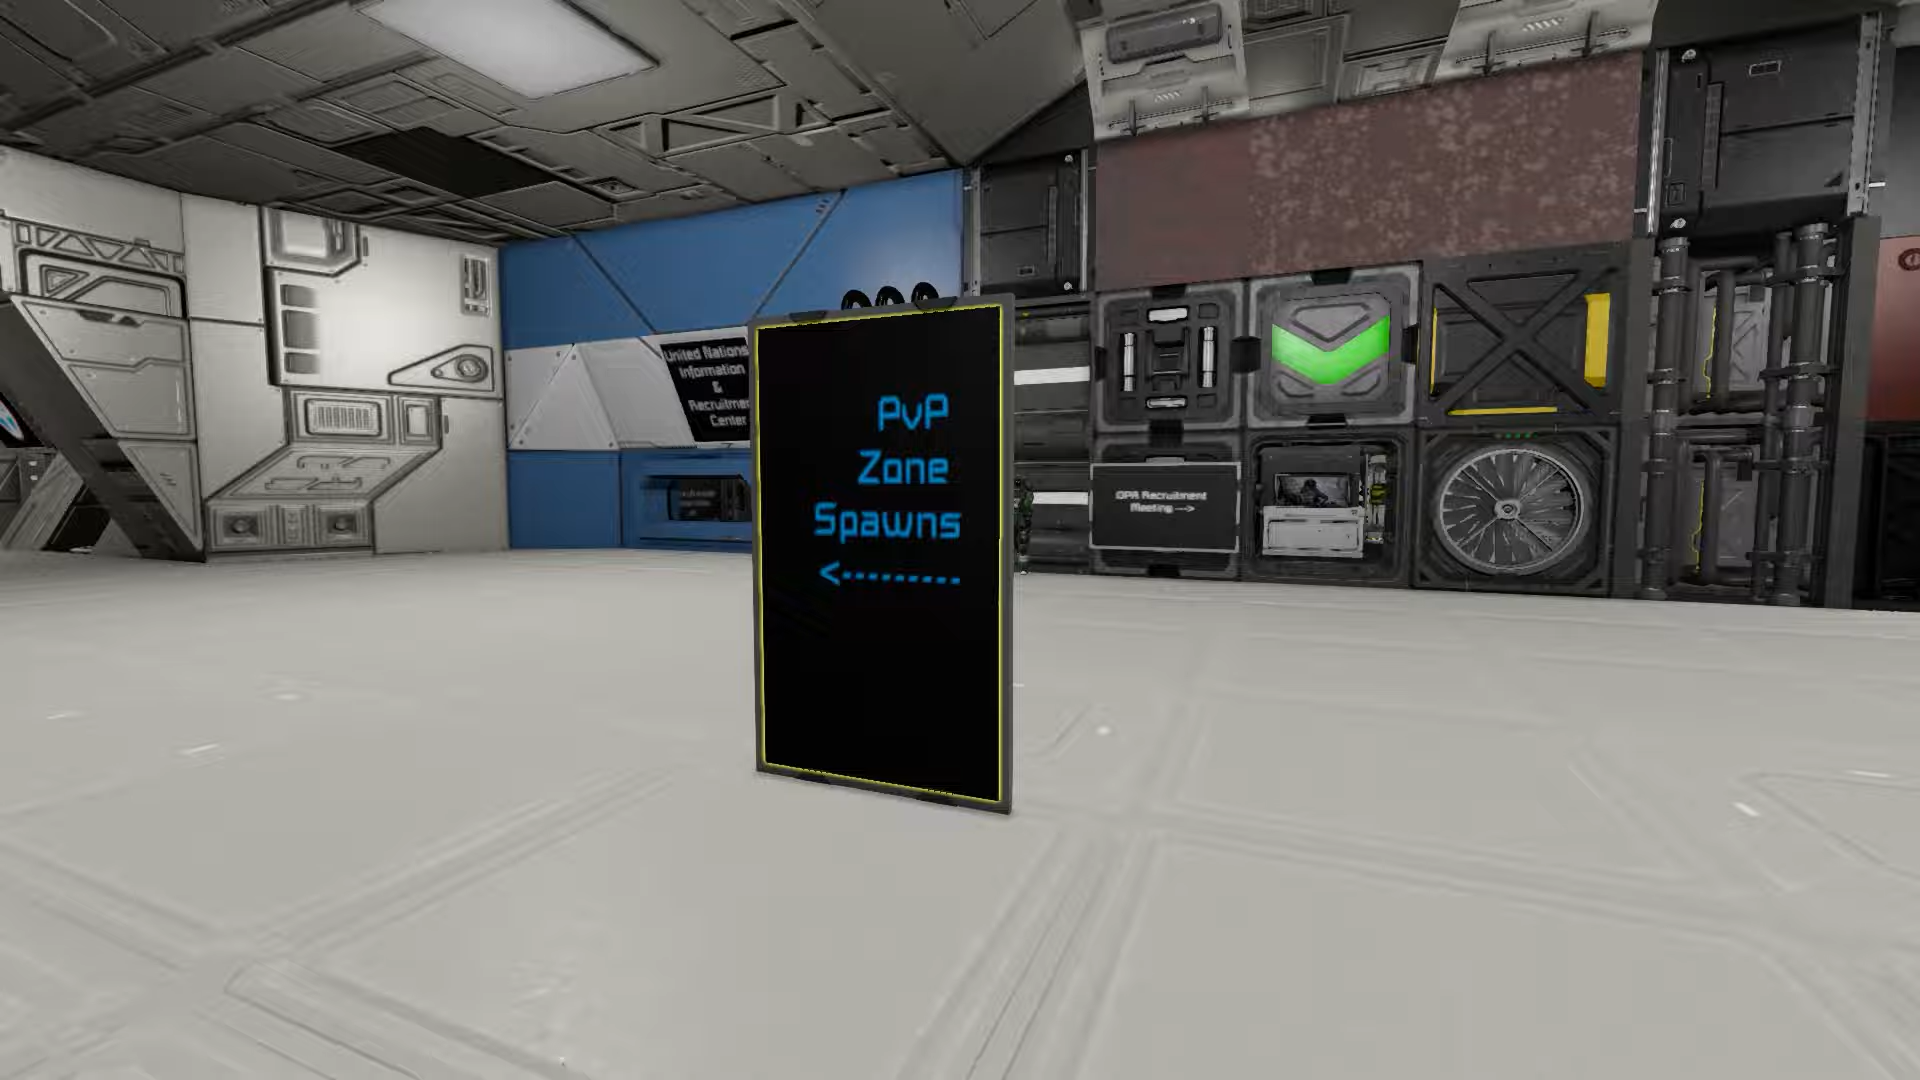 United Nations
Information
&
Recruitment
Center
PvP
Zone
Spawns
<---------
OPA Recruitment
Meeting --->